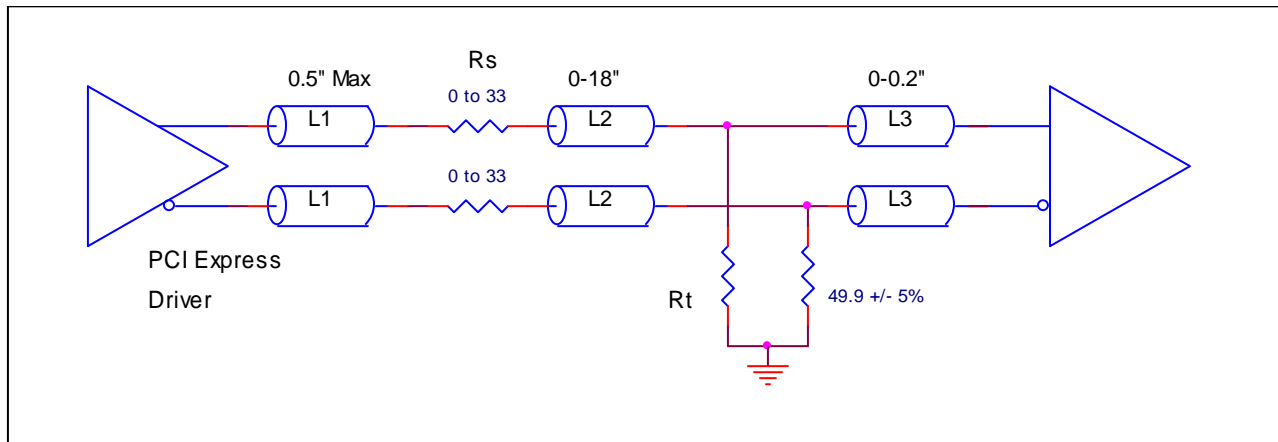 Rs
0.5" Max
0-18"
0-0.2"
0 to 33
L1
L2
L3
0 to 33
L1
L2
L3
PCI Express
Driver
Rt
49.9 +/- 5%